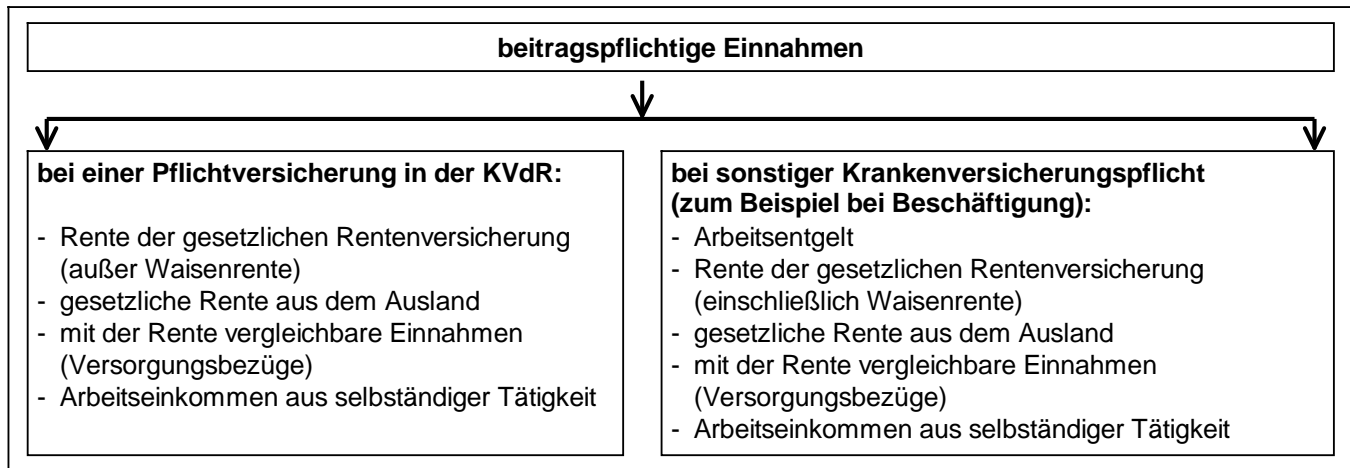 beitragspflichtige Einnahmen
bei einer Pflichtversicherung in der KVdR:
- Rente der gesetzlichen Rentenversicherung
(außer Waisenrente)
- gesetzliche Rente aus dem Ausland
- mit der Rente vergleichbare Einnahmen
(Versorgungsbezüge)
- Arbeitseinkommen aus selbständiger Tätigkeit
bei sonstiger Krankenversicherungspflicht
(zum Beispiel bei Beschäftigung):
- Arbeitsentgelt
- Rente der gesetzlichen Rentenversicherung
(einschließlich Waisenrente)
- gesetzliche Rente aus dem Ausland
- mit der Rente vergleichbare Einnahmen
(Versorgungsbezüge)
- Arbeitseinkommen aus selbständiger Tätigkeit